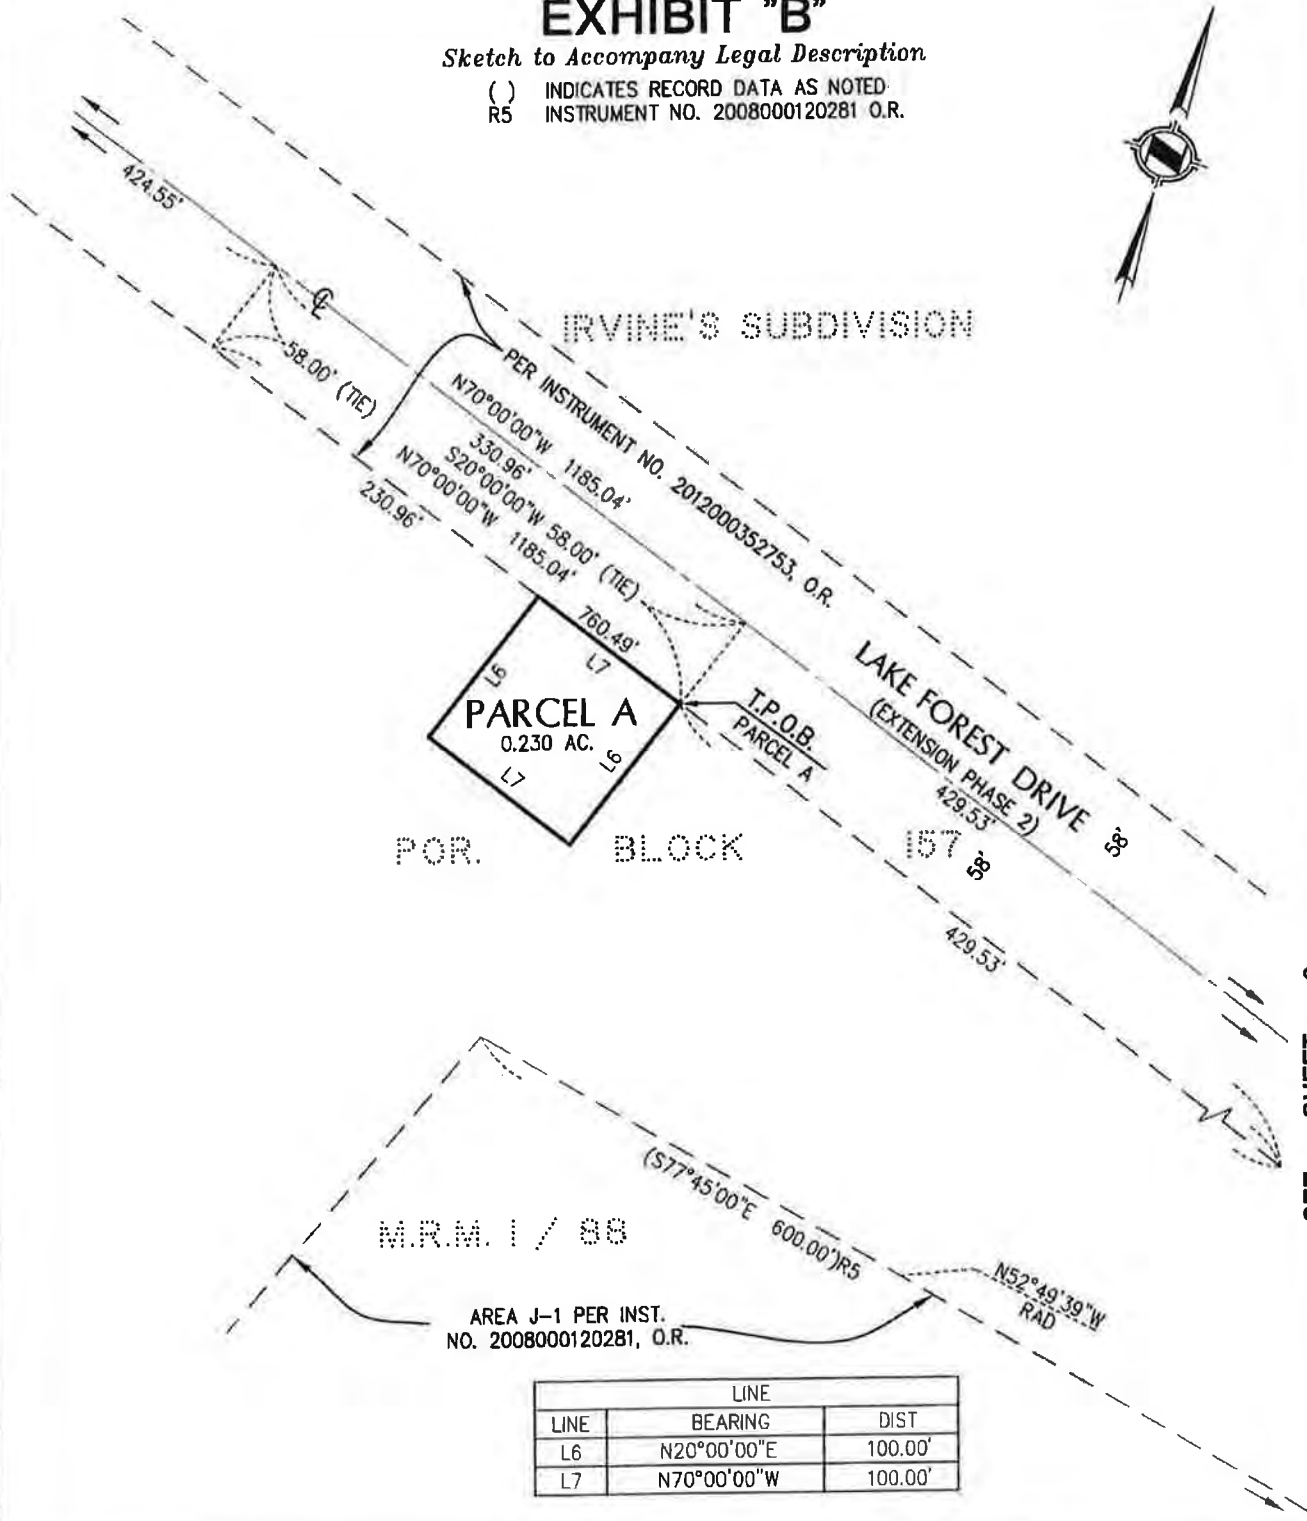 EXHIBIT "B"
Sketch to Accompany Legal Description
( ) INDICATES RECORD DATA AS NOTED
R5 INSTRUMENT NO. 2008000120281 O.R.
424.55'
58.00' (TIE)
IRVINE'S SUBDIVISION
PER INSTRUMENT NO. 2012000352753, O.R.
N70°00'00"W 1185.04'
330.96'
S20°00'00"W 58.00' (TIE)
N70°00'00"W 1185.04'
230.96'
760.49'
L7
L6
PARCEL A
0.230 AC.
L6
L7
T.P.O.B.
PARCEL A
LAKE FOREST DRIVE
(EXTENSION PHASE 2)
429.53'
58'
58'
POR. BLOCK 157
429.53'
(S77°45'00"E 600.00')R5
M.R.M. 1 / 88
N52°49'39"W
RAD
AREA J-1 PER INST.
NO. 2008000120281, O.R.
LINE
LINE BEARING DIST
L6 N20°00'00"E 100.00'
L7 N70°00'00"W 100.00'